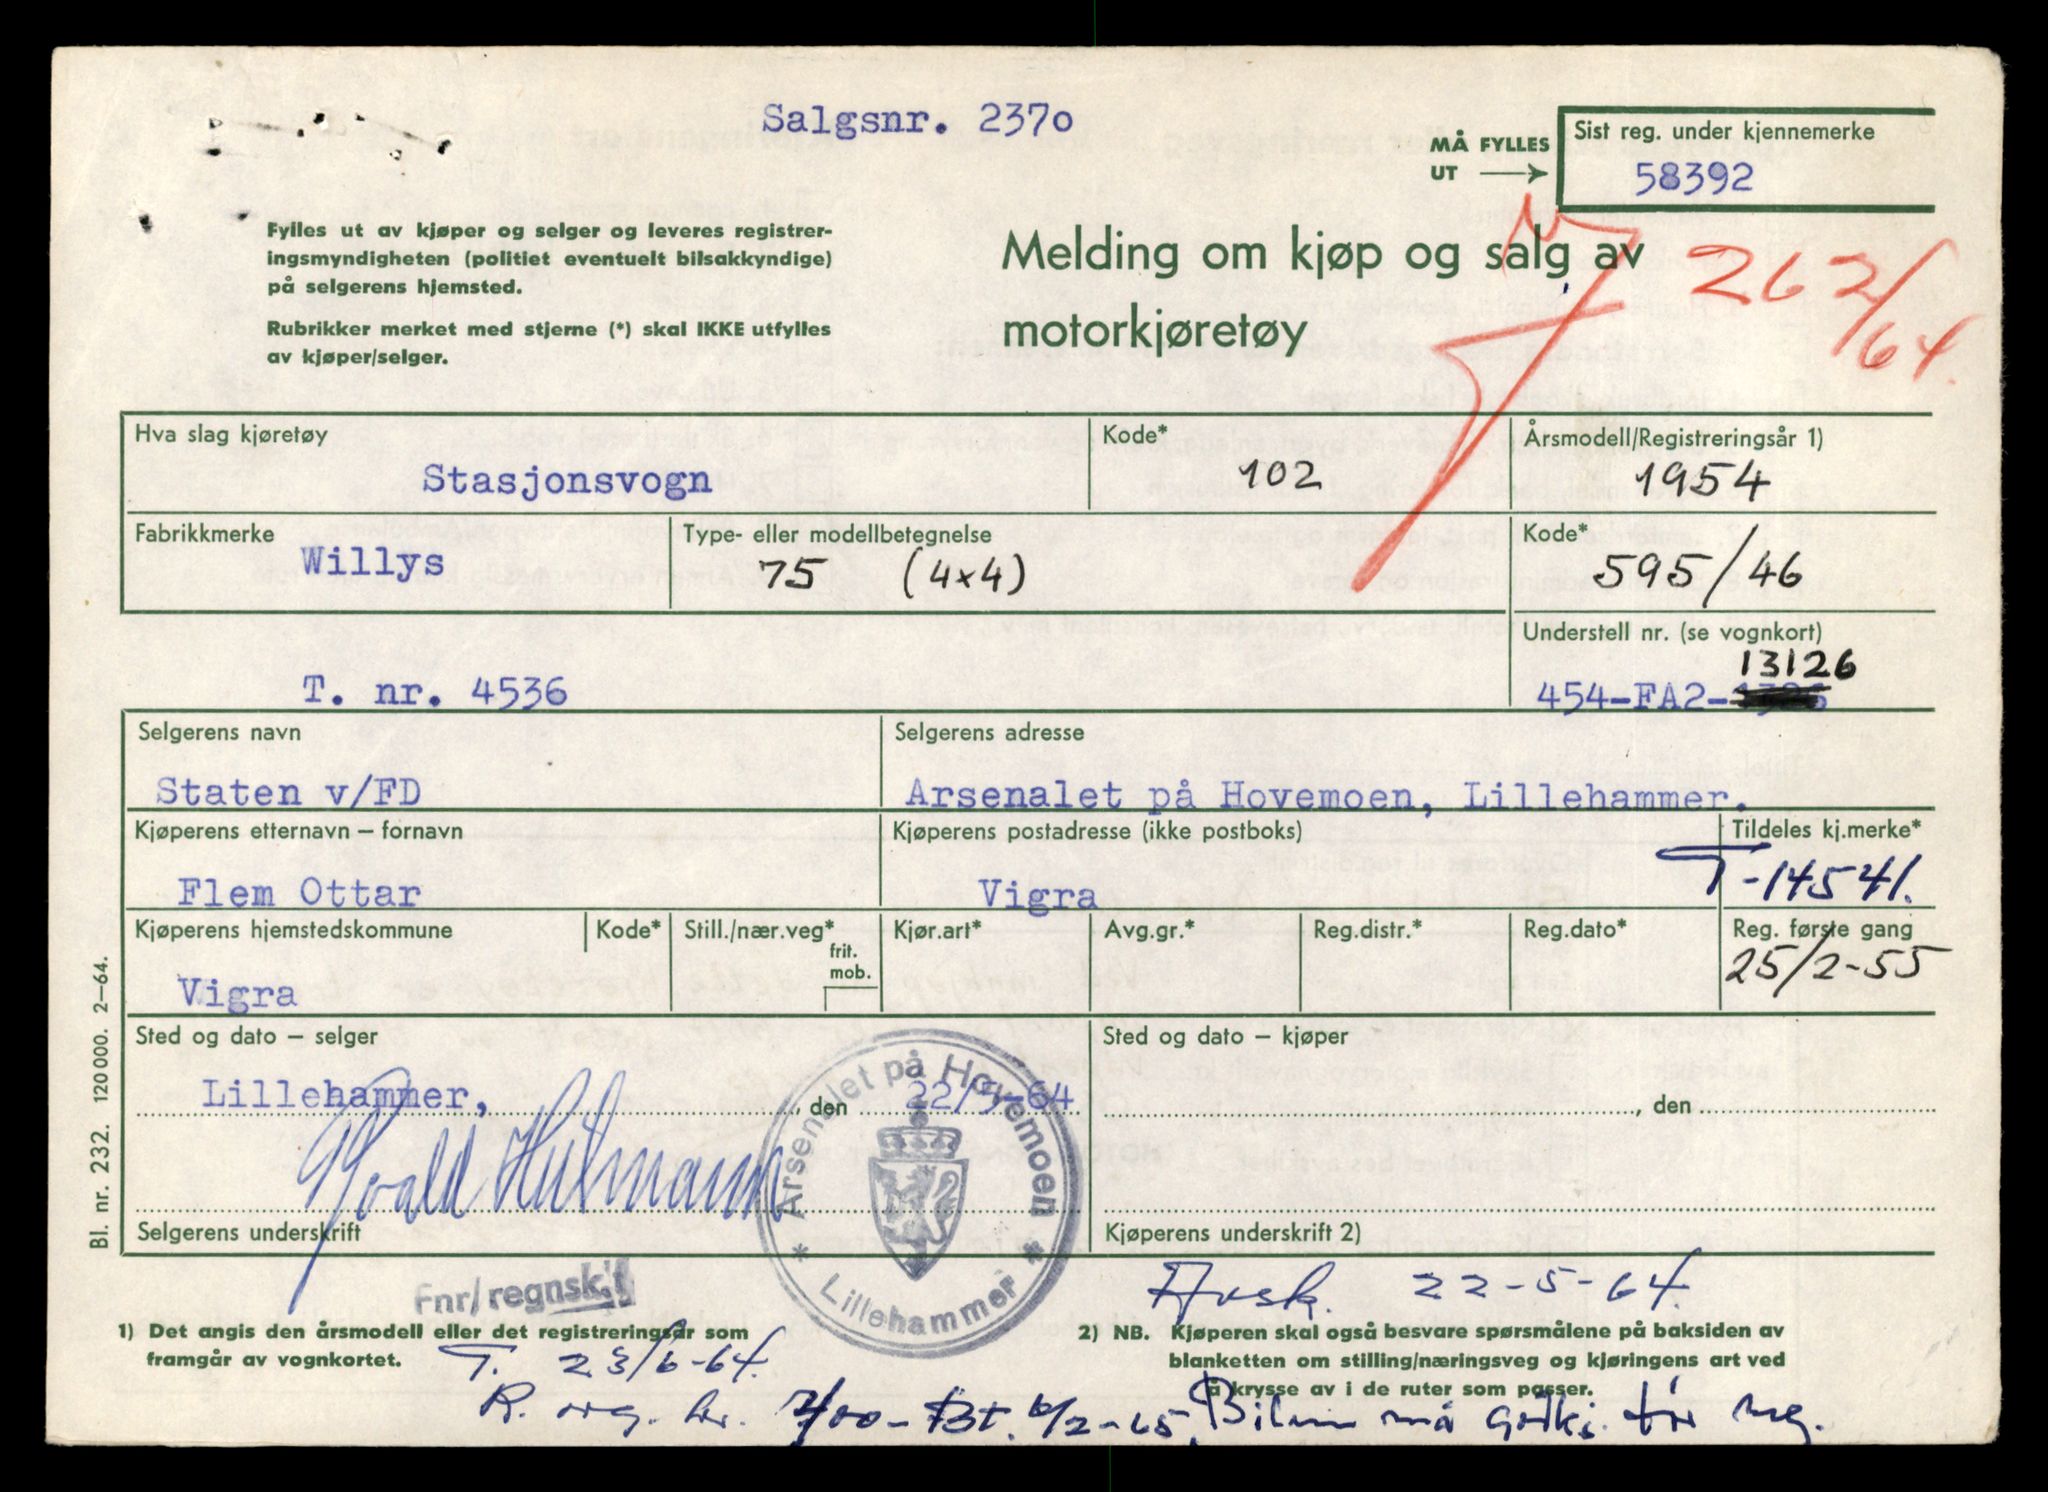 Salgsnr. 2370
MÅ FYLLES
UT
Sist reg. under kjennemerke
58392
Fylles ut av kjøper og selger og leveres registrer-
ingsmyndigheten (politiet eventuelt bilsakkyndige)
på selgerens hjemsted.
Rubrikker merket med stjerne (*) skal IKKE utfylles
av kjøper/selger.
Melding om kjøp og salg av
motorkjøretøy
262/64.
Hva slag kjøretøy
Stasjonsvogn
Kode*
102
Årsmodell/Registreringsår 1)
1954
Fabrikkmerke
Willys
Type- eller modellbetegnelse
75 (4x4)
Kode*
595/46
Understell nr. (se vognkort)
13126
454-FA2-
T. nr. 4536
Selgerens navn
Staten v/FD
Selgerens adresse
Arsenalet på Hovemoen, Lillehammer.
Kjøperens etternavn – fornavn
Flem Ottar
Kjøperens postadresse (ikke postboks)
Vigra
Tildeles kj.merke*
T-14541.
Kjøperens hjemstedskommune
Vigra
Kode*
Still./nær.veg*
frit.
mob.
Kjør.art*
Avg.gr.*
Reg.distr.*
Reg.dato*
Reg. første gang
25/2-55
Sted og dato – selger
Lillehammer, , den 22/5-64
Sted og dato – kjøper
, den
Selgerens underskrift
Kjøperens underskrift 2)
Arsenalet på Hovemoen
* Lillehammer *
Fnr/regnsk.
22-5-64.
1) Det angis den årsmodell eller det registreringsår som
framgår av vognkortet.
T. 23/6-64.
2) NB. Kjøperen skal også besvare spørsmålene på baksiden av
blanketten om stilling/næringsveg og kjøringens art ved
å krysse av i de ruter som passer.
Bilen må godkj. før reg.
Bl. nr. 232. 120000. 2–64.